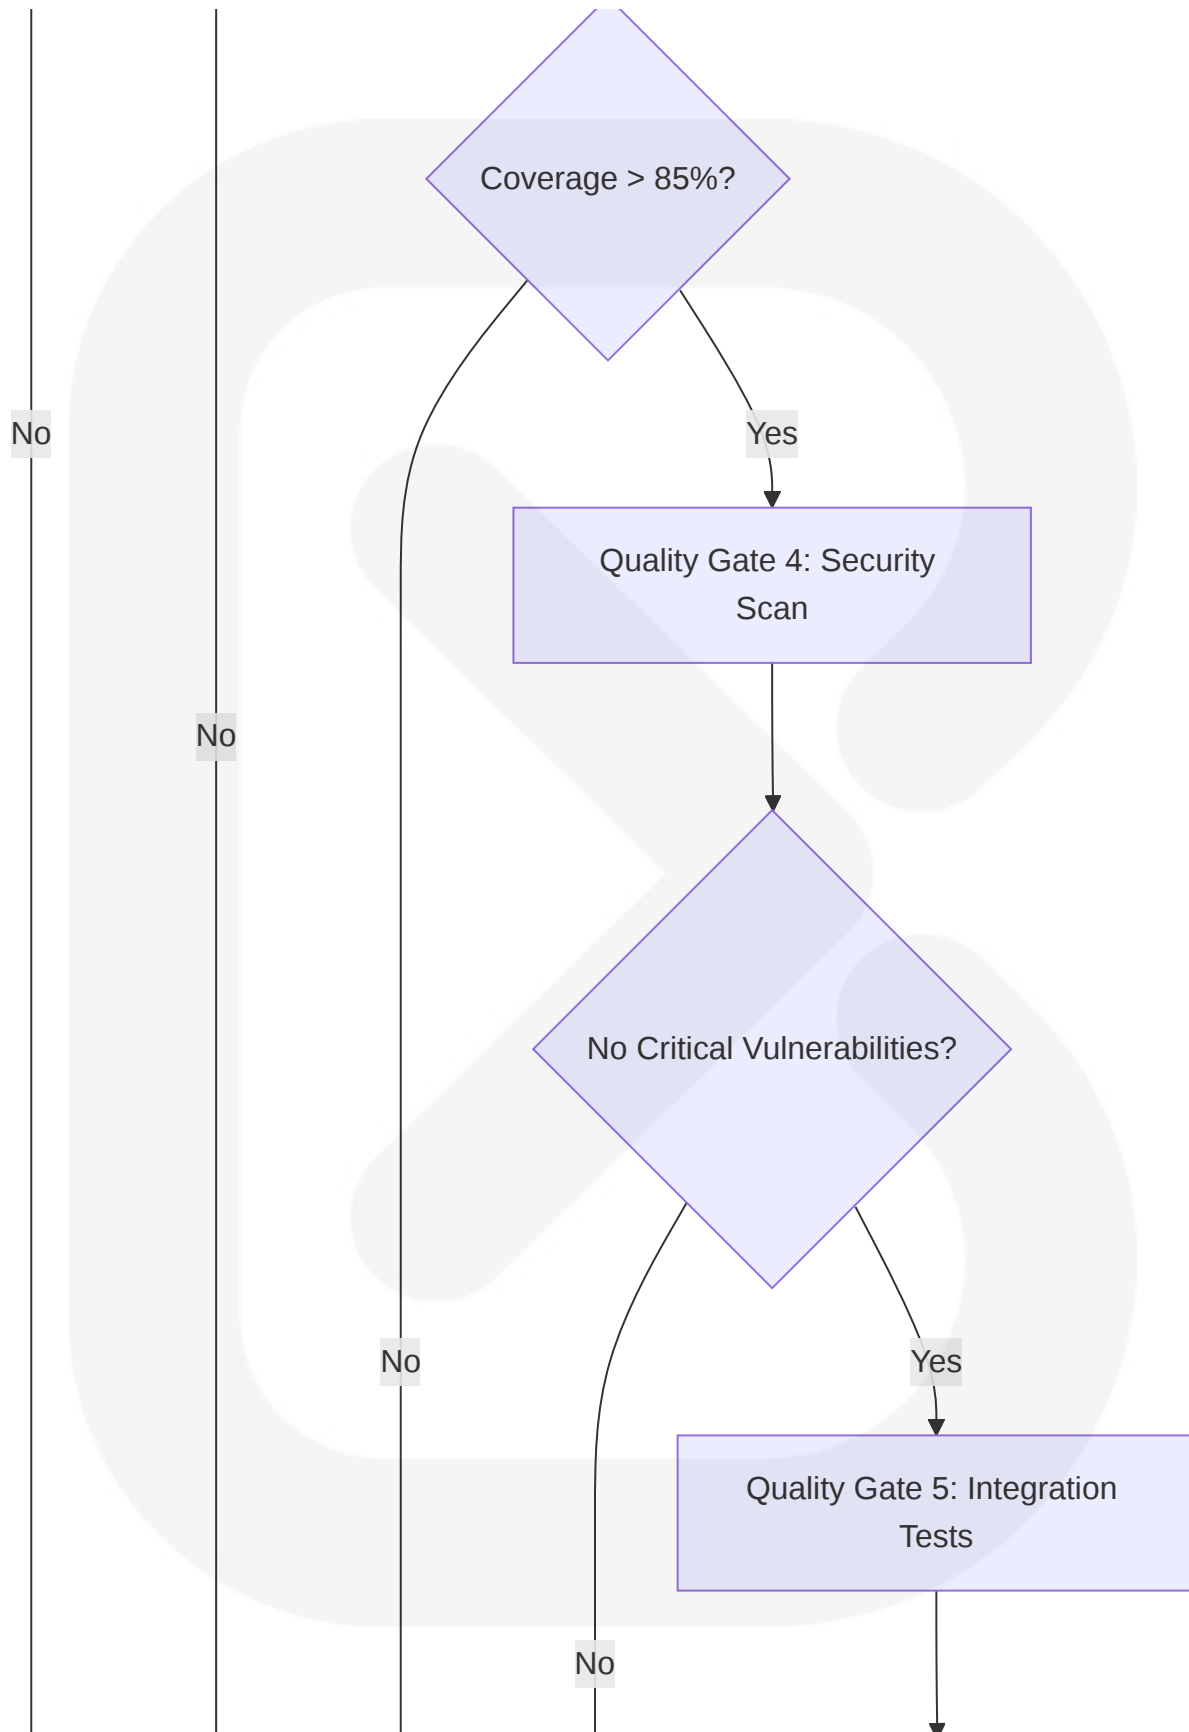 Coverage > 85%?
No
Yes
Quality Gate 4: Security
Scan
No
No Critical Vulnerabilities?
No
Yes
Quality Gate 5: Integration
Tests
No